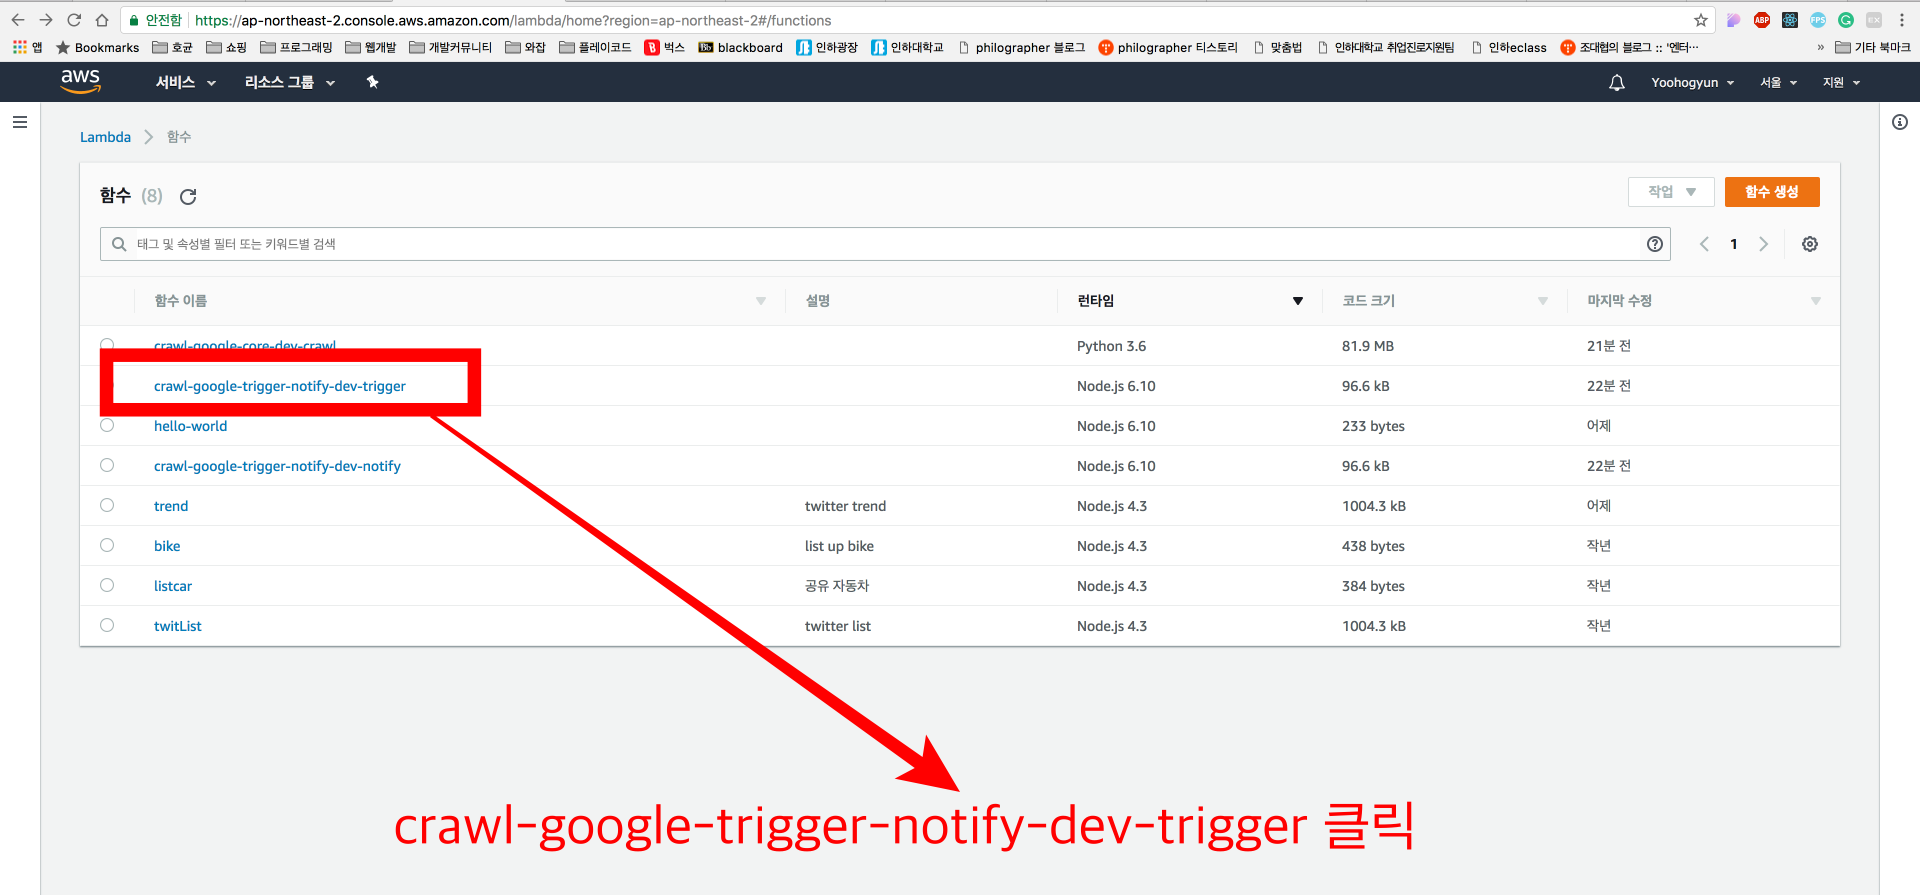 안전함 https://ap-northeast-2.console.aws.amazon.com/lambda/home?region=ap-northeast-2#/functions ABP FPS G EX
앱 Bookmarks 호균 쇼핑 프로그래밍 웹개발 개발커뮤니티 와잡 플레이코드 B 벅스 Bb blackboard 인하광장 인하대학교 philographer 블로그 philographer 티스토리 맞춤법 인하대학교 취업진로지원팀 인하eclass 조대협의 블로그 :: '엔터··· » 기타 북마크
aws 서비스 리소스 그룹 Yoohogyun 서울 지원
Lambda 함수
함수 (8) 작업 함수 생성
태그 및 속성별 필터 또는 키워드별 검색 1
함수 이름 설명 런타임 코드 크기 마지막 수정
crawl-google-core-dev-crawl Python 3.6 81.9 MB 21분 전
crawl-google-trigger-notify-dev-trigger Node.js 6.10 96.6 kB 22분 전
hello-world Node.js 6.10 233 bytes 어제
crawl-google-trigger-notify-dev-notify Node.js 6.10 96.6 kB 22분 전
trend twitter trend Node.js 4.3 1004.3 kB 어제
bike list up bike Node.js 4.3 438 bytes 작년
listcar 공유 자동차 Node.js 4.3 384 bytes 작년
twitList twitter list Node.js 4.3 1004.3 kB 작년
crawl-google-trigger-notify-dev-trigger 클릭